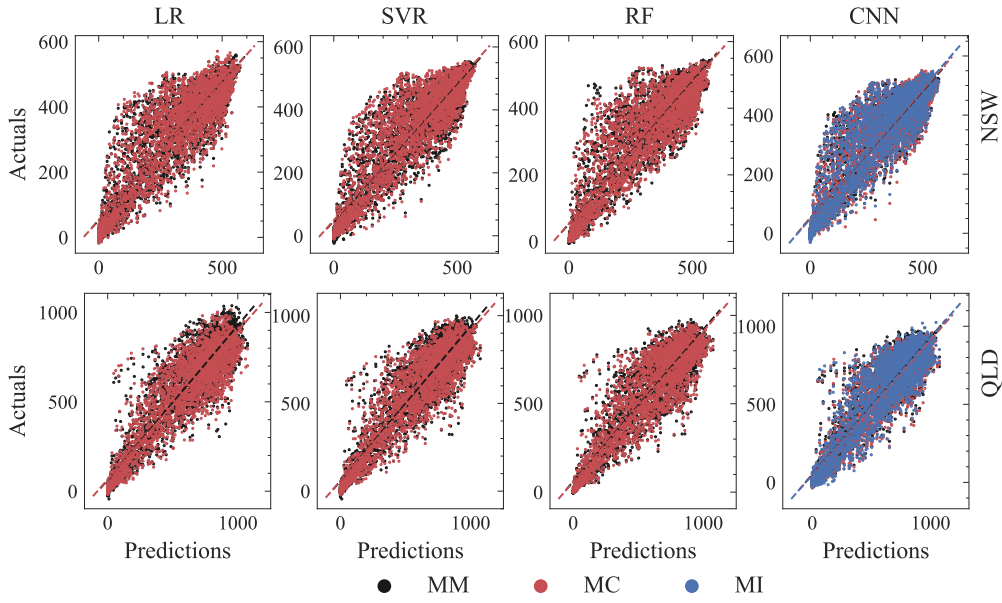 LR SVR RF CNN
Actuals 600 400 200 0 600 400 200 0 600 400 200 0 600 400 200 0 NSW
0 500 0 500 0 500 0 500
Actuals 1000 500 0 1000 500 0 1000 500 0 1000 500 0 QLD
0 1000 0 1000 0 1000 0 1000
Predictions Predictions Predictions Predictions
MM MC MI